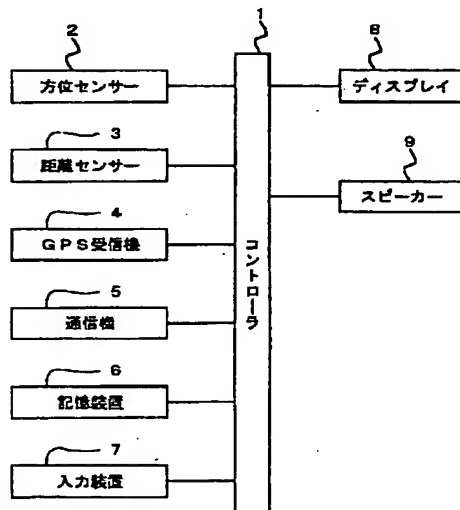 1
2
方位センサー
3
距離センサー
4
GPS受信機
5
通信機
6
記憶装置
7
入力装置
コントローラ
8
ディスプレイ
9
スピーカー